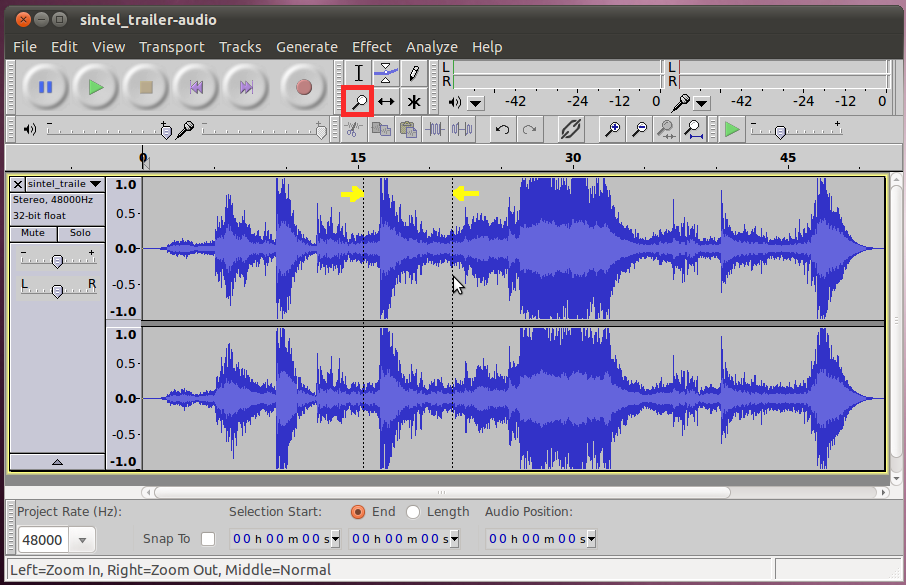 sintel_trailer-audio
File Edit View Transport Tracks Generate Effect Analyze Help
L
R
L
R
-42 -24 -12 0
-42 -24 -12 0
- +
- +
- +
0 15 30 45
sintel_traile
Stereo, 48000Hz
32-bit float
Mute Solo
- +
L R
1.0
0.5-
0.0-
-0.5-
-1.0
1.0
0.5-
0.0-
-0.5-
-1.0
Project Rate (Hz): Selection Start: End Length Audio Position:
48000 Snap To 00 h 00 m 00 s 00 h 00 m 00 s 00 h 00 m 00 s
Left=Zoom In, Right=Zoom Out, Middle=Normal